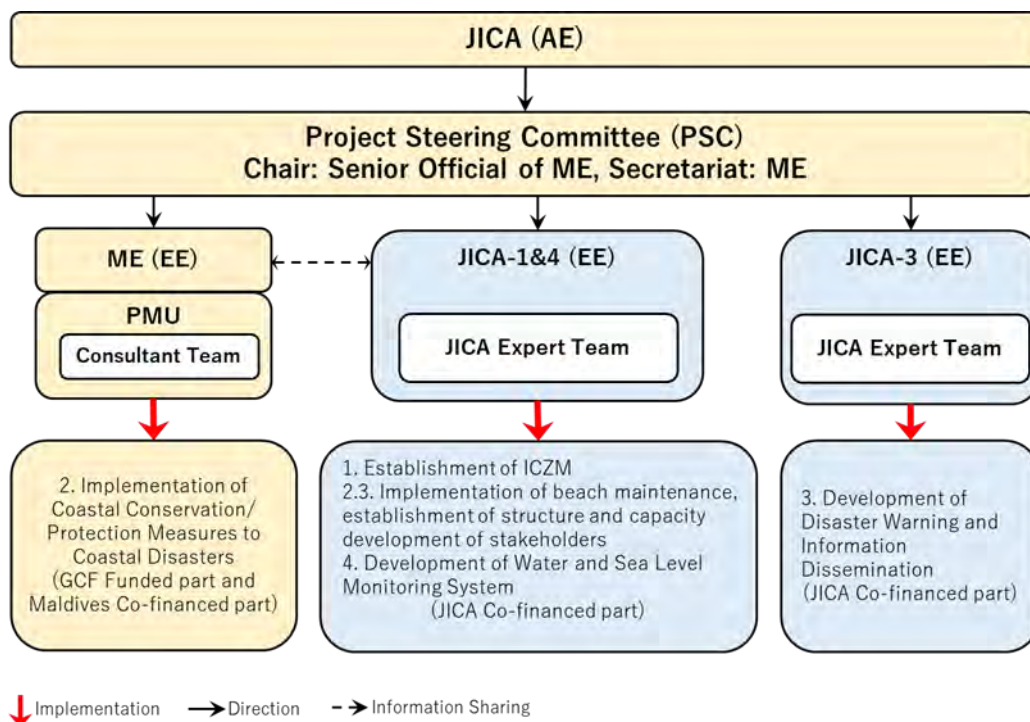 JICA (AE)
Project Steering Committee (PSC)
Chair: Senior Official of ME, Secretariat: ME
ME (EE)
PMU
Consultant Team
JICA-1&4 (EE)
JICA Expert Team
JICA-3 (EE)
JICA Expert Team
2. Implementation of
Coastal Conservation/
Protection Measures to
Coastal Disasters
(GCF Funded part and
Maldives Co-financed part)
1. Establishment of ICZM
2.3. Implementation of beach maintenance,
establishment of structure and capacity
development of stakeholders
4. Development of Water and Sea Level
Monitoring System
(JICA Co-financed part)
3. Development of
Disaster Warning and
Information
Dissemination
(JICA Co-financed part)
Implementation
Direction
Information Sharing